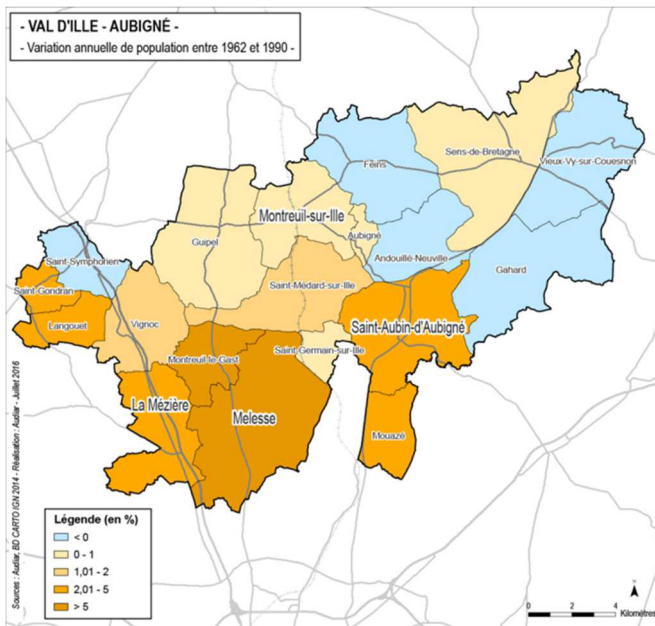 - VAL D'ILLE - AUBIGNÉ -
- Variation annuelle de population entre 1962 et 1990 -
Sens-de-Bretagne
Vieux-Vy-sur-Couesnon
Feins
Montreuil-sur-Ille
Aubigné
Guipel
Andouillé-Neuville
Saint-Symphorien
Gahard
Saint-Médard-sur-Ille
Saint-Gondran
Langouet
Vignoc
Saint-Aubin-d'Aubigné
Saint-Germain-sur-Ille
Montreuil-le-Gast
La Mézière
Melesse
Mouazé
Sources : Audiar, BD CARTO IGN 2014 - Réalisation : Audiar - Juillet 2016
Légende (en %)
< 0
0 - 1
1,01 - 2
2,01 - 5
> 5
N
0 2 4
Kilomètres